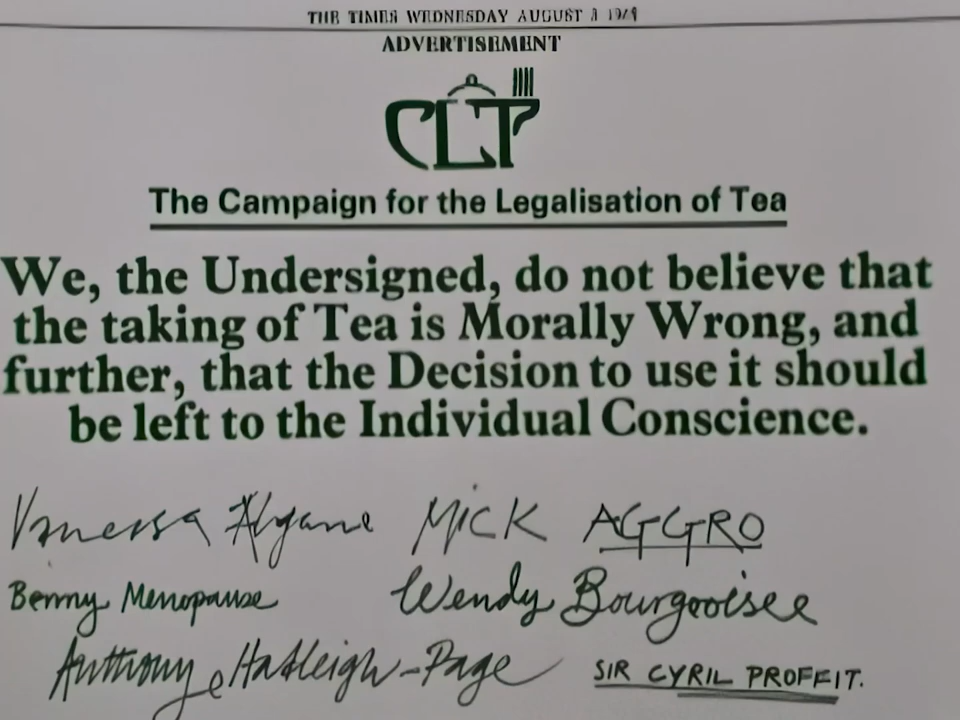 THE TIMES WEDNESDAY AUGUST
ADVERTISEMENT
CLT
The Campaign for the Legalisation of Tea
We, the Undersigned, do not believe that
the taking of Tea is Morally Wrong, and
further, that the Decision to use it should
be left to the Individual Conscience.
Vanessa MICK AGGRO
Benny Menopause Wendy Bourgeoisee
Anthony Hatleigh-Page SIR CYRIL PROFFIT.